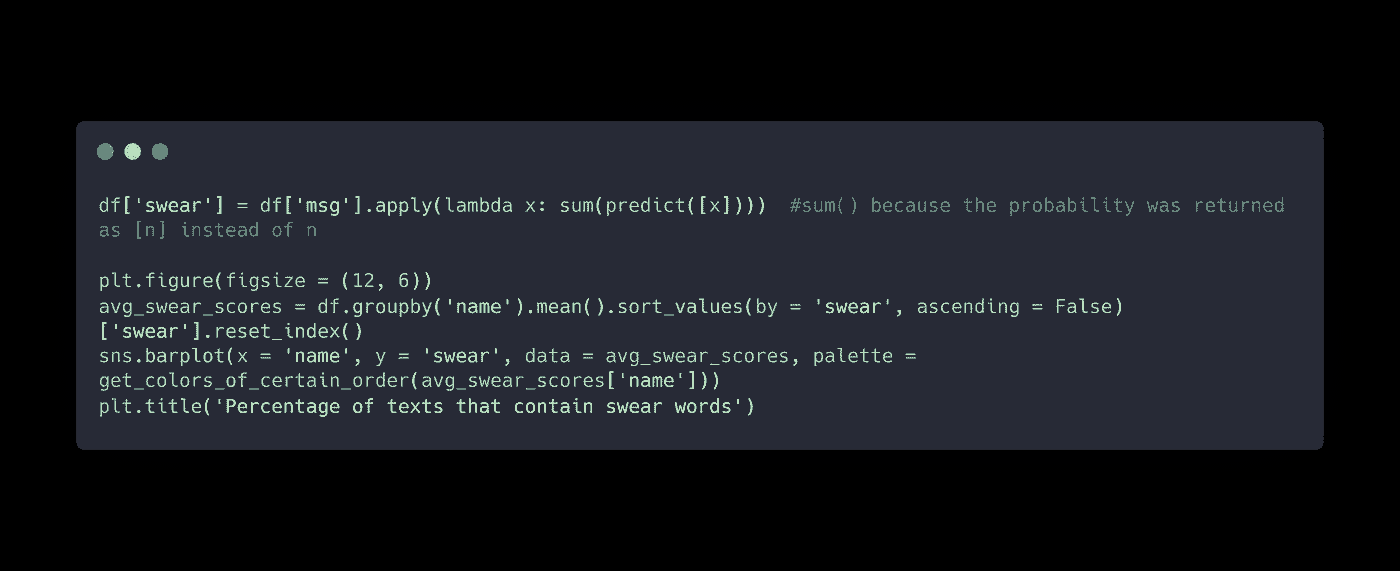 df['swear'] = df['msg'].apply(lambda x: sum(predict([x])))  #sum() because the probability was returned
as [n] instead of n
plt.figure(figsize = (12, 6))
avg_swear_scores = df.groupby('name').mean().sort_values(by = 'swear', ascending = False)
['swear'].reset_index()
sns.barplot(x = 'name', y = 'swear', data = avg_swear_scores, palette =
get_colors_of_certain_order(avg_swear_scores['name']))
plt.title('Percentage of texts that contain swear words')